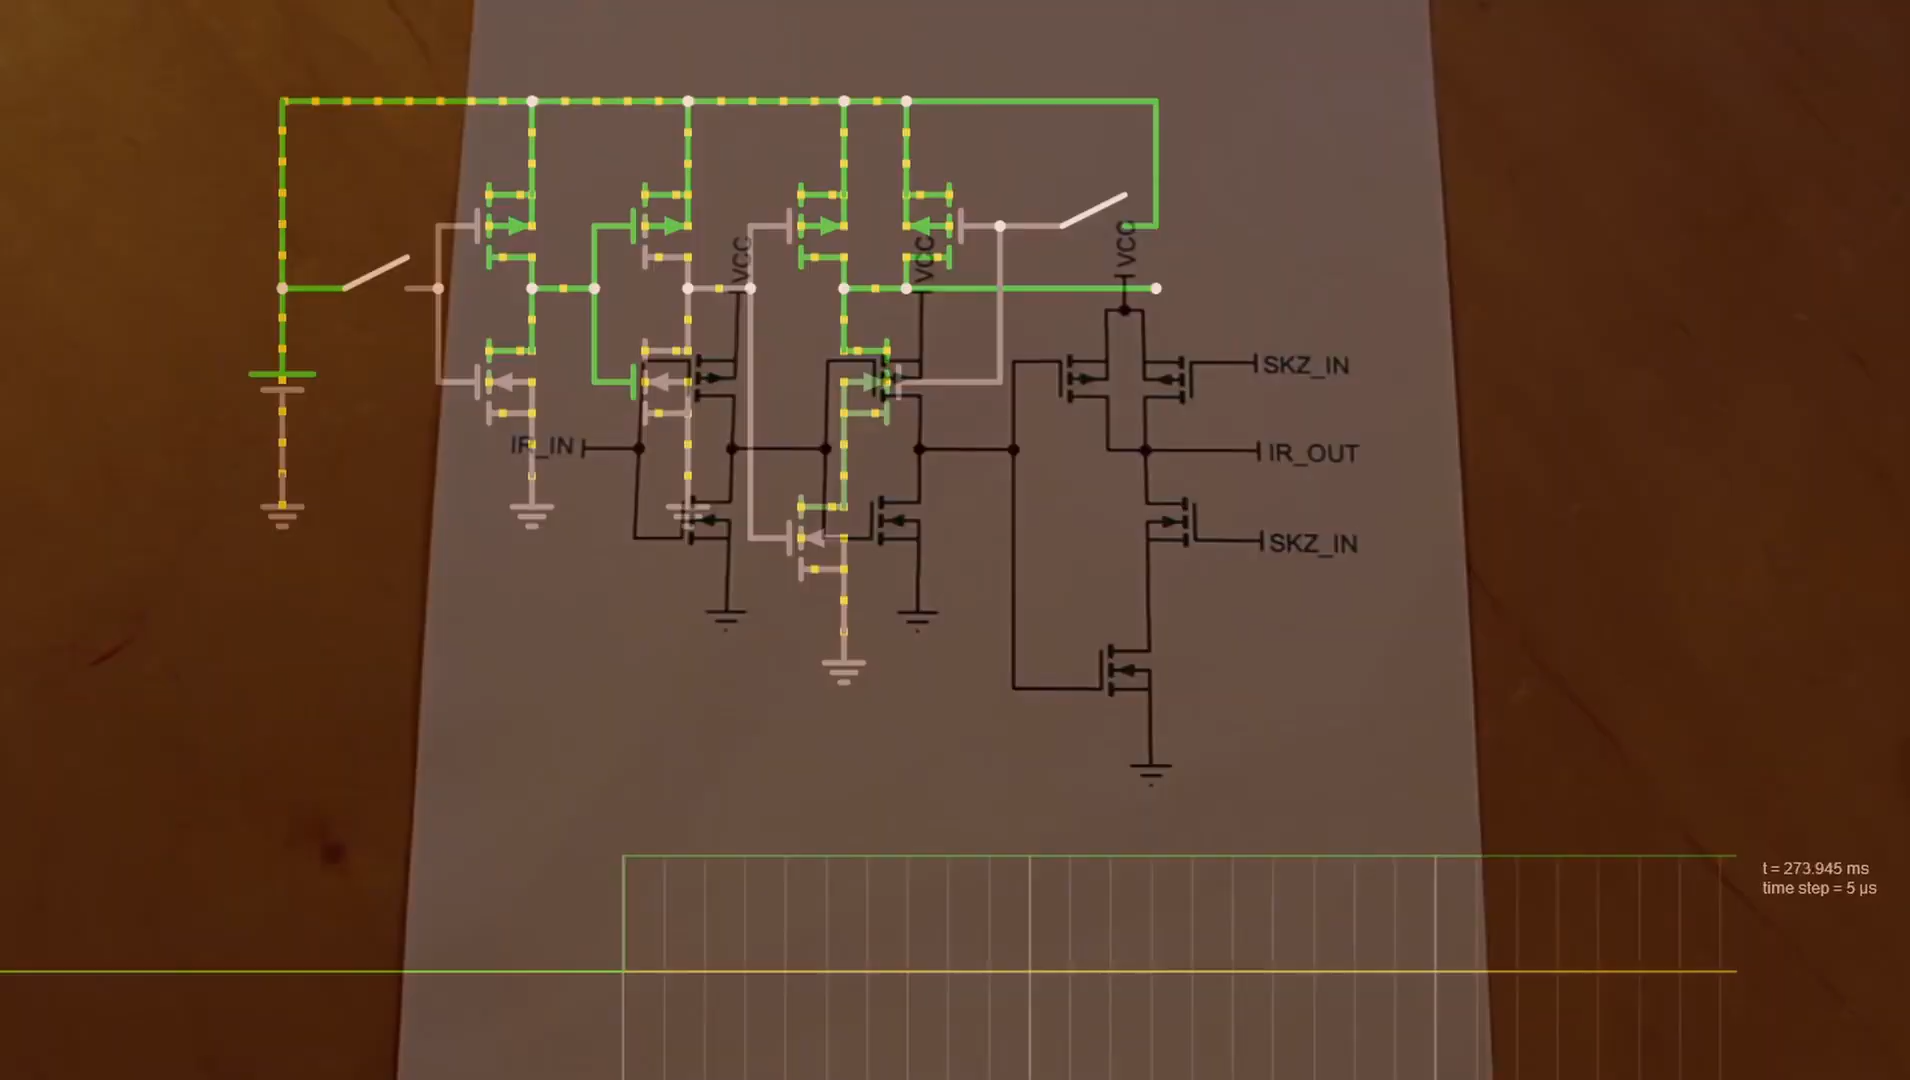 VCC
VCC
VCC
SKZ_IN
IR_IN
IR_OUT
SKZ_IN
t = 273.945 ms
time step = 5 µs